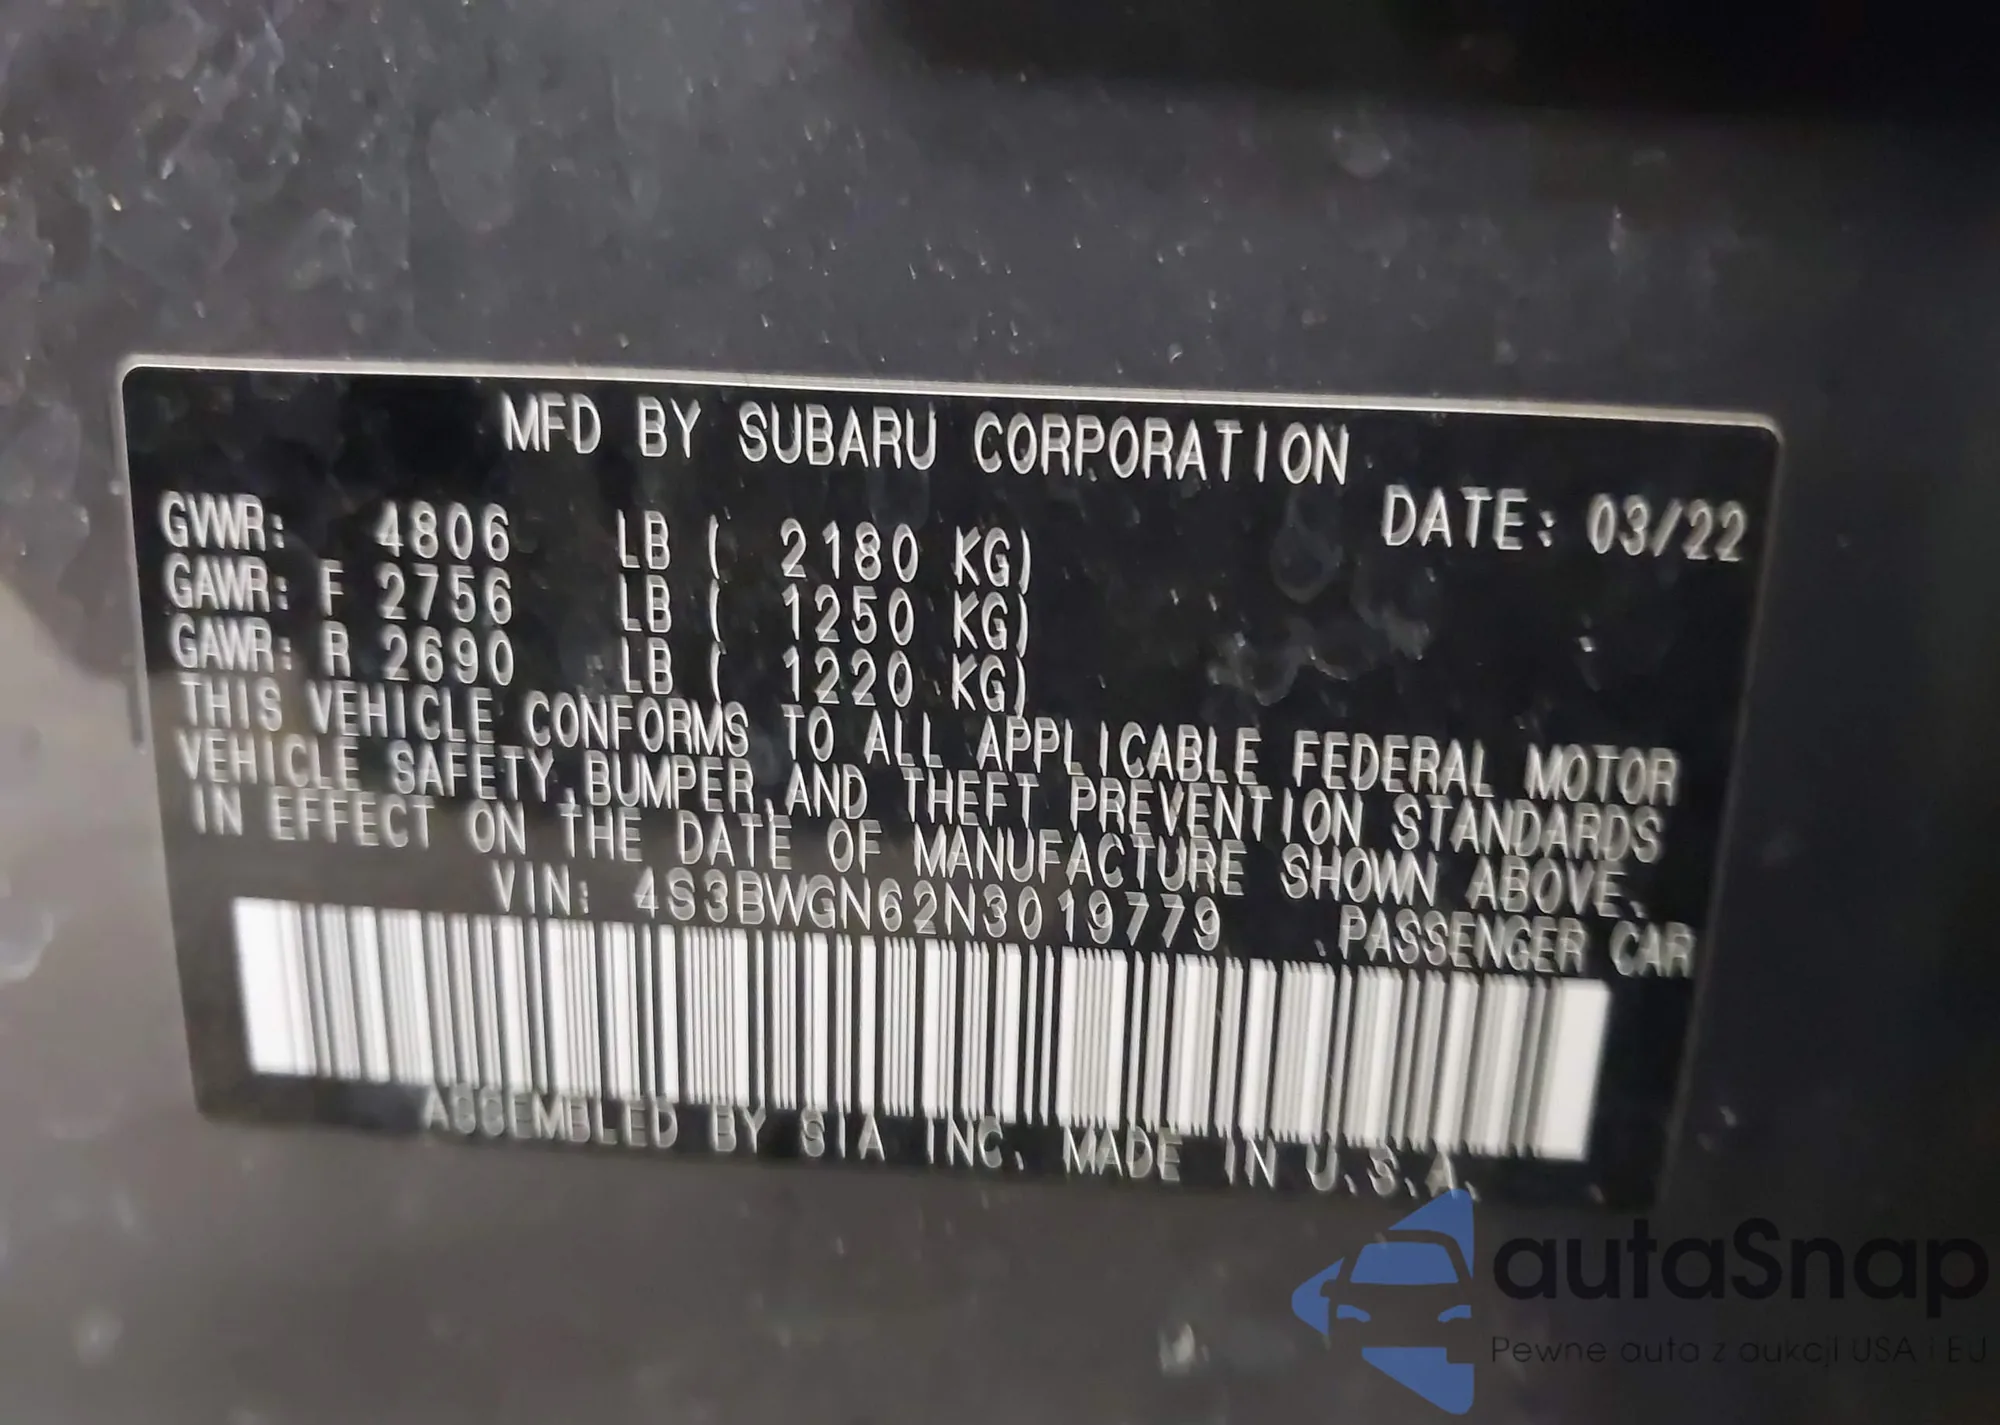 MFD BY SUBARU CORPORATION
DATE: 03/22
GVWR: 4806 LB ( 2180 KG)
GAWR: F 2756 LB ( 1250 KG)
GAWR: R 2690 LB ( 1220 KG)
THIS VEHICLE CONFORMS TO ALL APPLICABLE FEDERAL MOTOR
VEHICLE SAFETY,BUMPER,AND THEFT PREVENTION STANDARDS
IN EFFECT ON THE DATE OF MANUFACTURE SHOWN ABOVE.
VIN: 4S3BWGN62N3019779 PASSENGER CAR
ASSEMBLED BY SIA INC. MADE IN U.S.A.
autaSnap
Pewne auta z aukcji USA i EU